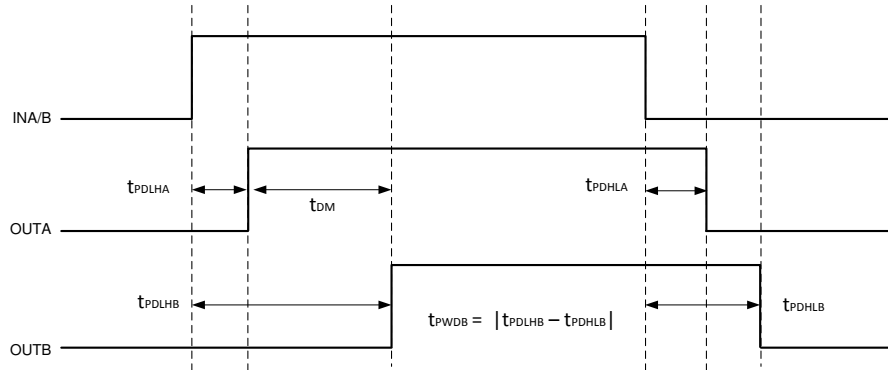 INA/B
tPDLHA
tDM
tPDHLA
OUTA
tPDLHB
tPWDB = |tPDLHB – tPDHLB|
tPDHLB
OUTB